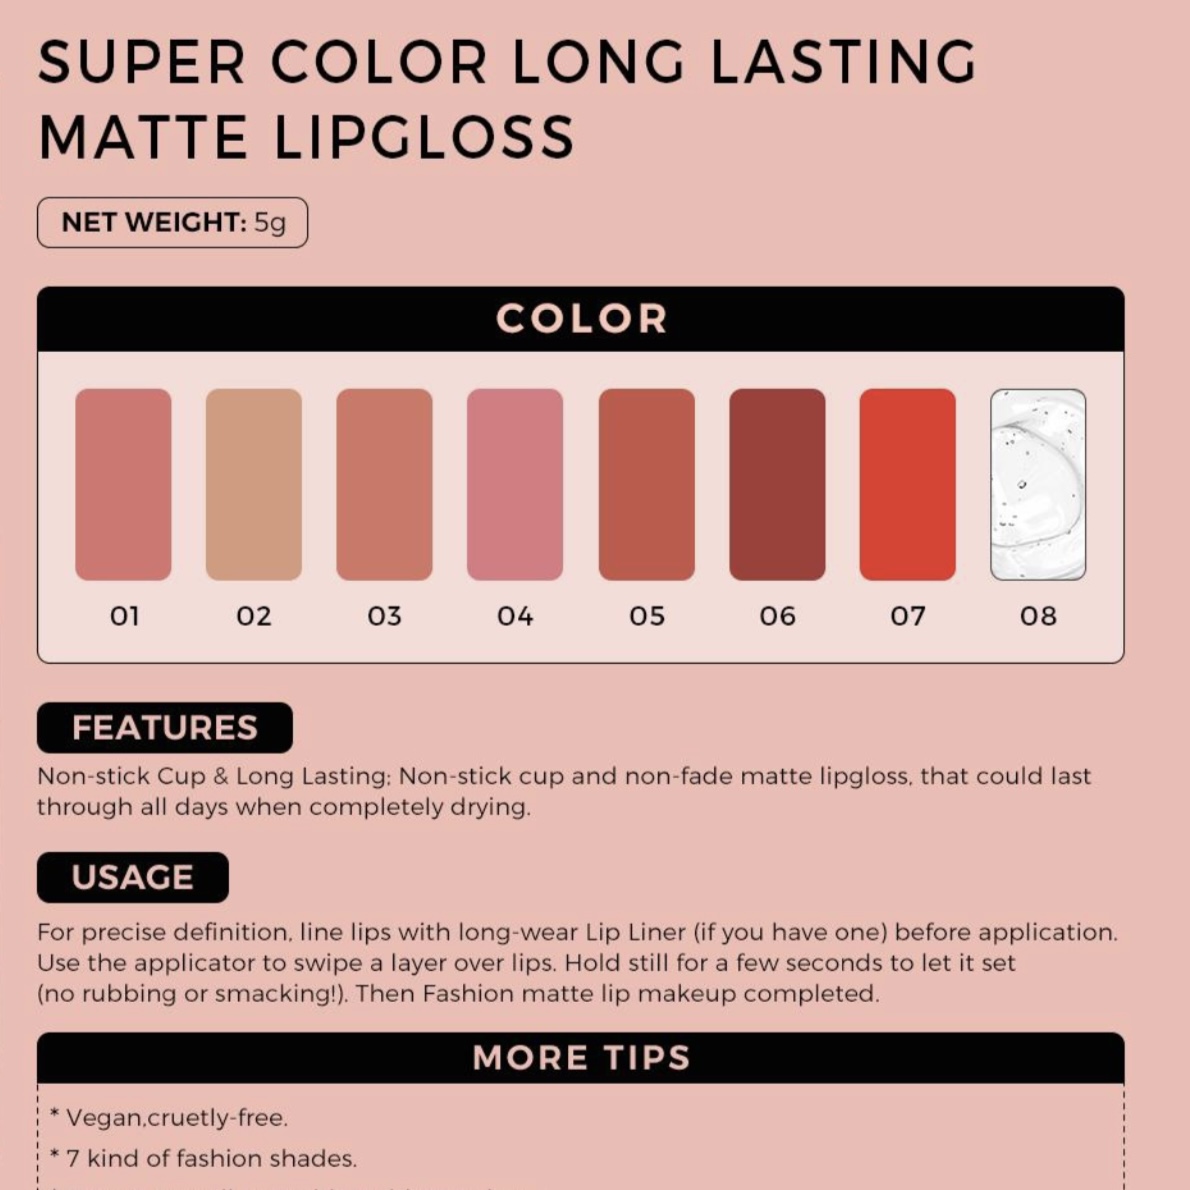 SUPER COLOR LONG LASTING
MATTE LIPGLOSS
NET WEIGHT: 5g
COLOR
01 02 03 04 05 06 07 08
FEATURES
Non-stick Cup & Long Lasting; Non-stick cup and non-fade matte lipgloss, that could last
through all days when completely drying.
USAGE
For precise definition, line lips with long-wear Lip Liner (if you have one) before application.
Use the applicator to swipe a layer over lips. Hold still for a few seconds to let it set
(no rubbing or smacking!). Then Fashion matte lip makeup completed.
MORE TIPS
* Vegan,cruetly-free.
* 7 kind of fashion shades.